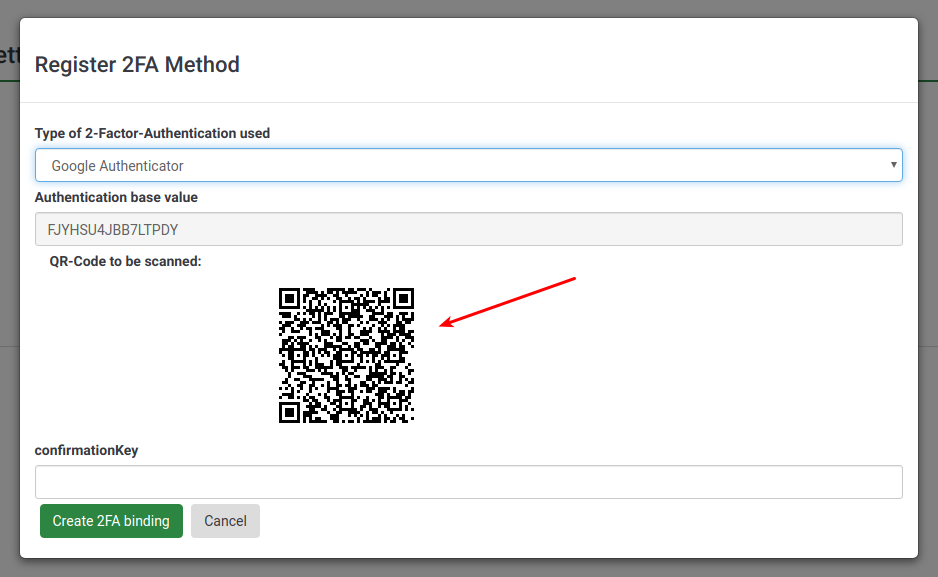 ett
Register 2FA Method
Type of 2-Factor-Authentication used
Google Authenticator
Authentication base value
FJYHSU4JBB7LTPDY
QR-Code to be scanned:
confirmationKey
Create 2FA binding Cancel